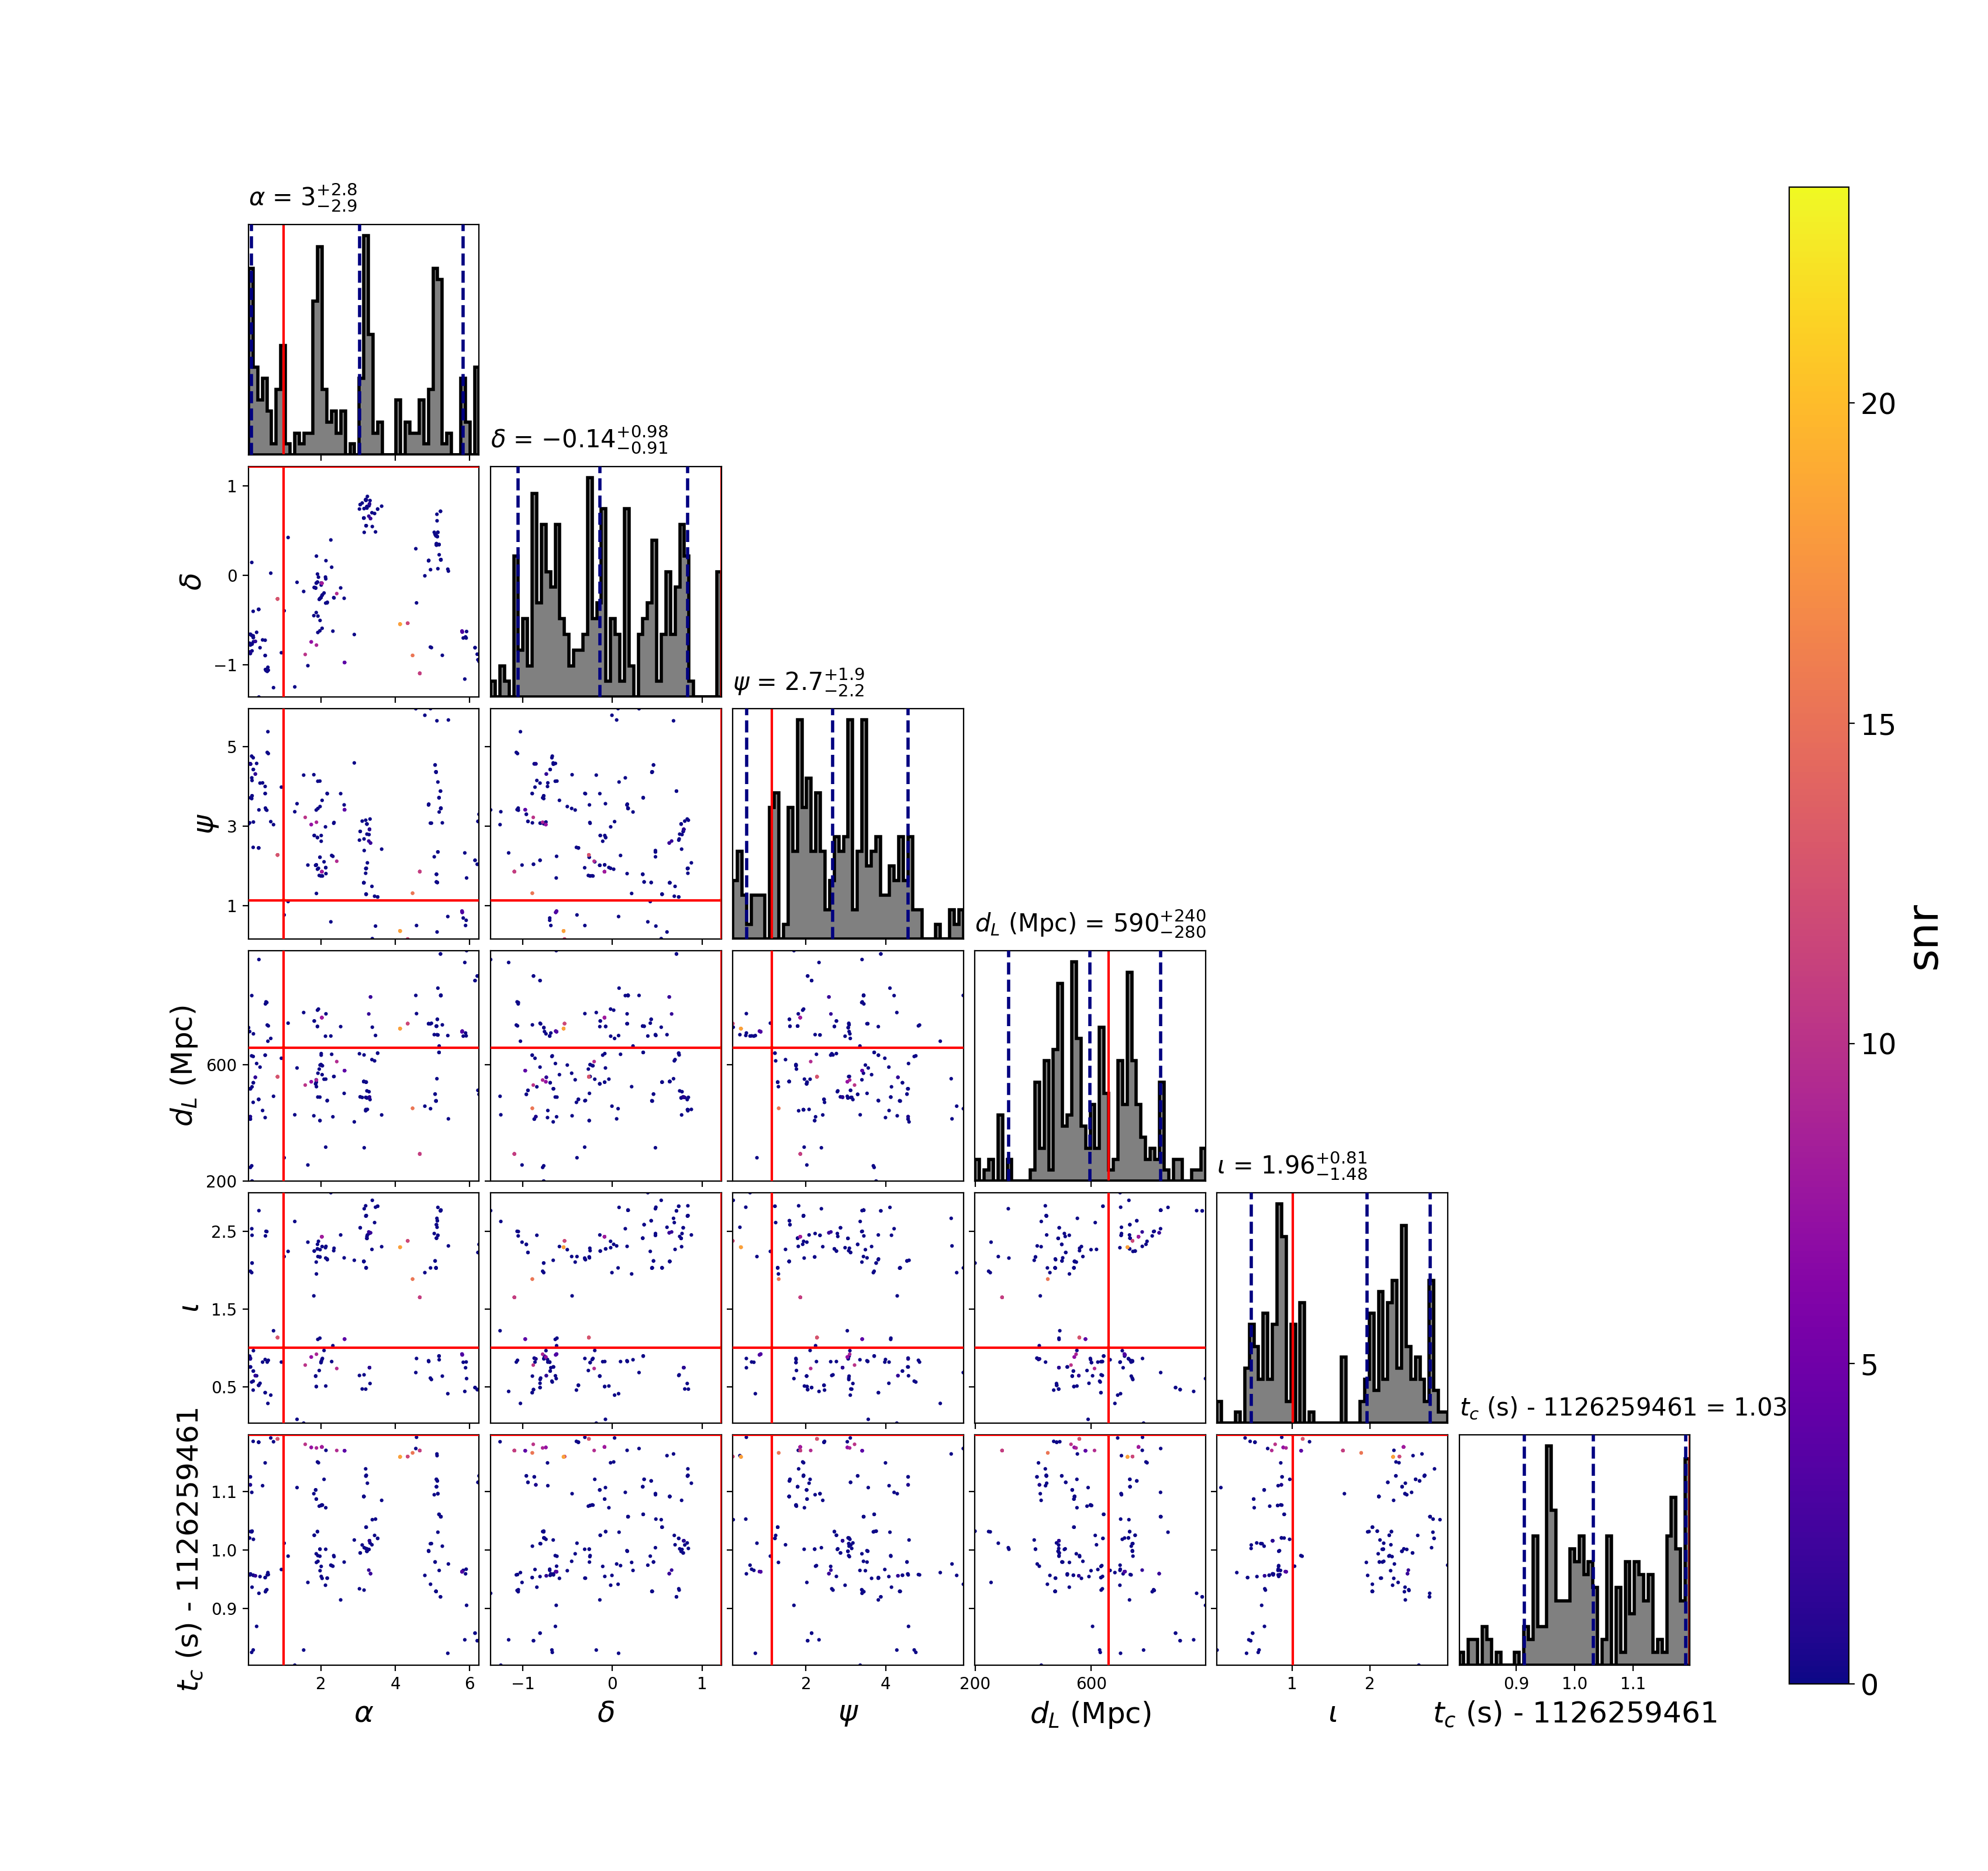 α = 3+2.8−2.9
δ = −0.14+0.98−0.91
1
0
−1
δ
ψ = 2.7+1.9−2.2
5
3
1
ψ
d_L (Mpc) = 590+240−280
600
200
d_L (Mpc)
ι = 1.96+0.81−1.48
2.5
1.5
0.5
ι
t_c (s) - 1126259461 = 1.03
1.1
1.0
0.9
t_c (s) - 1126259461
2 4 6
−1 0 1
2 4
200 600
1 2
0.9 1.0 1.1
α
δ
ψ
d_L (Mpc)
ι
t_c (s) - 1126259461
20
15
10
5
0
snr